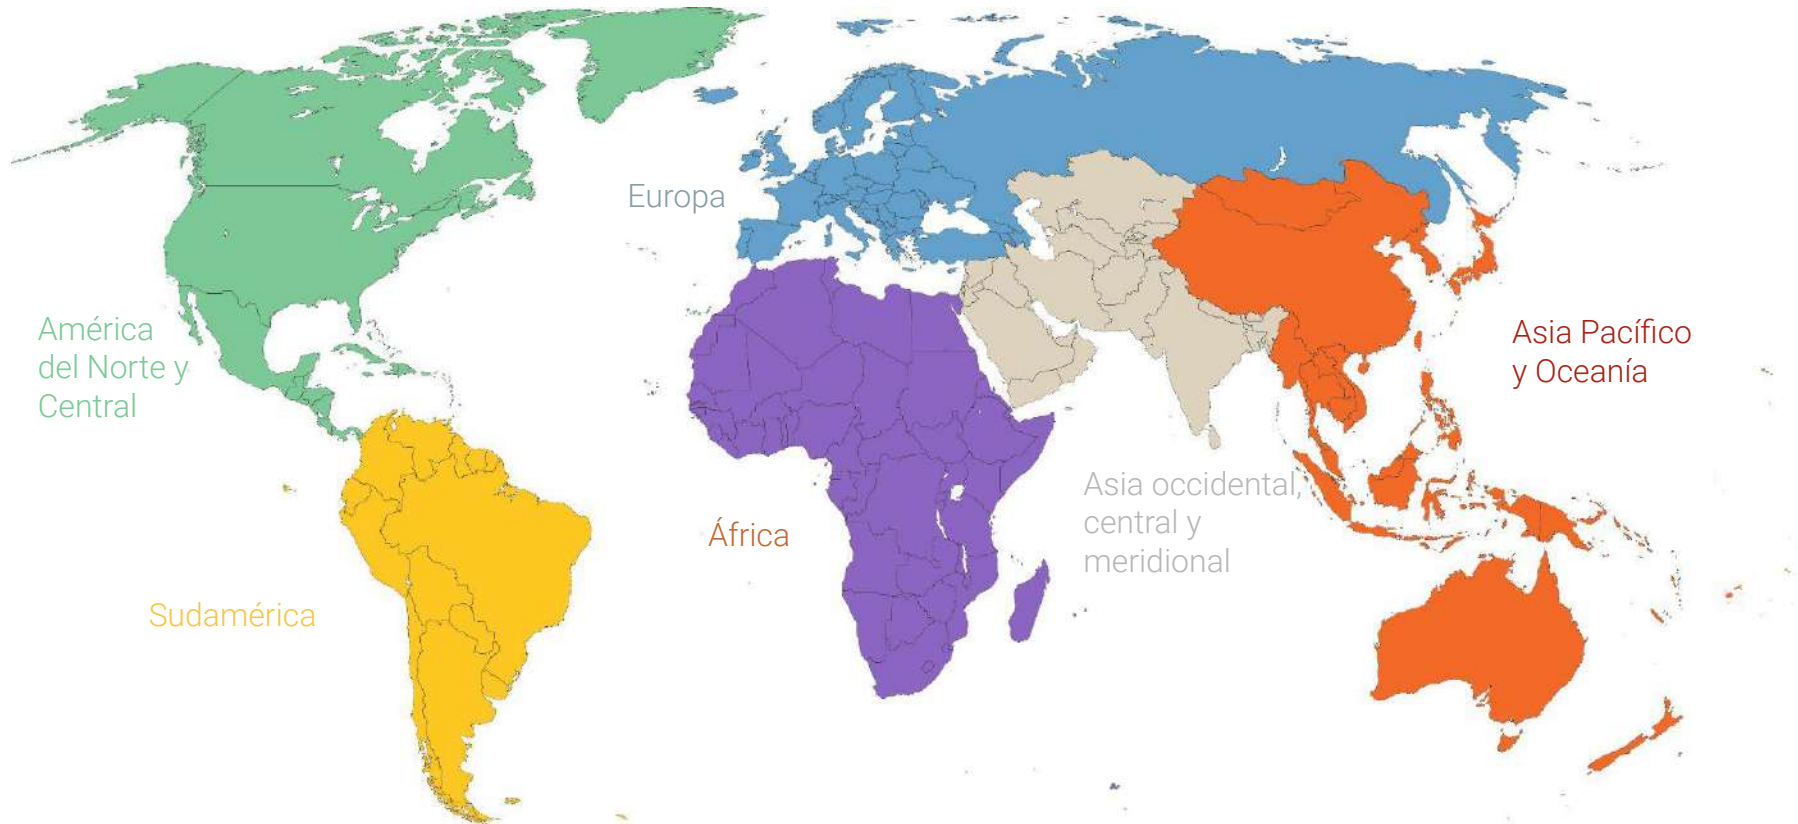 Europa
América
del Norte y
Central
Asia Pacífico
y Oceanía
Asia occidental,
central y
meridional
África
Sudamérica